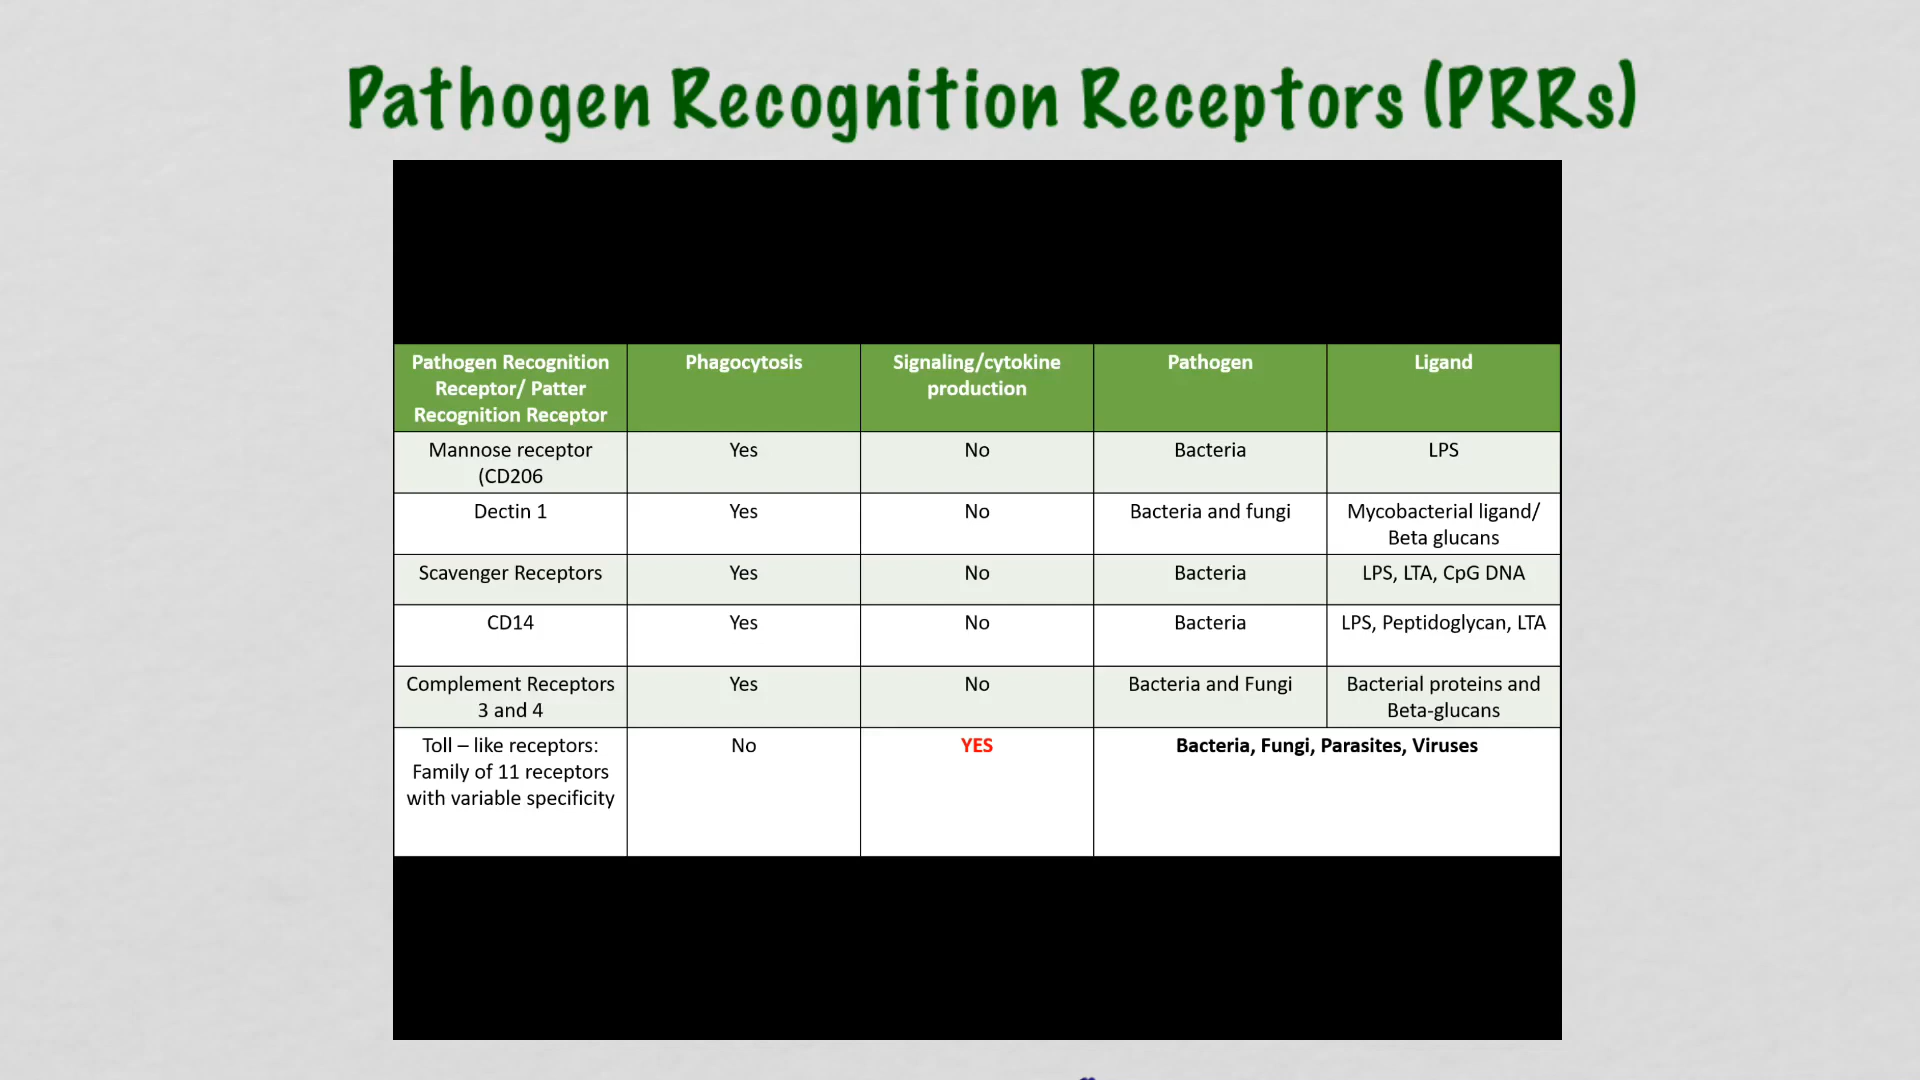 Pathogen Recognition Receptors (PRRs)
Pathogen Recognition
Receptor/ Patter
Recognition Receptor
Phagocytosis
Signaling/cytokine
production
Pathogen
Ligand
Mannose receptor
(CD206
Yes
No
Bacteria
LPS
Dectin 1
Yes
No
Bacteria and fungi
Mycobacterial ligand/
Beta glucans
Scavenger Receptors
Yes
No
Bacteria
LPS, LTA, CpG DNA
CD14
Yes
No
Bacteria
LPS, Peptidoglycan, LTA
Complement Receptors
3 and 4
Yes
No
Bacteria and Fungi
Bacterial proteins and
Beta-glucans
Toll – like receptors:
Family of 11 receptors
with variable specificity
No
YES
Bacteria, Fungi, Parasites, Viruses